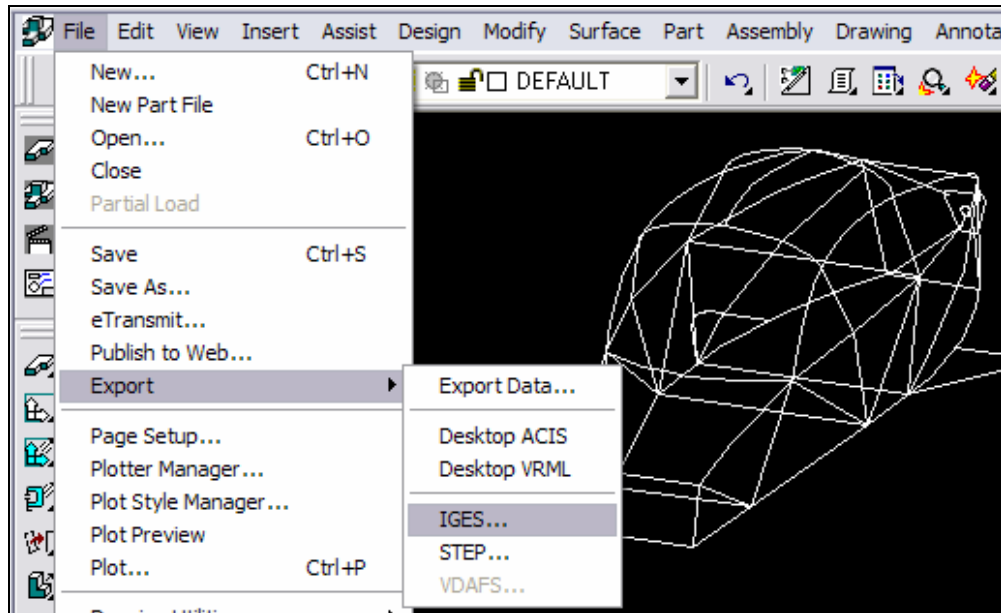 File Edit View Insert Assist Design Modify Surface Part Assembly Drawing Annota
DEFAULT
New... Ctrl+N
New Part File
Open... Ctrl+O
Close
Partial Load
Save Ctrl+S
Save As...
eTransmit...
Publish to Web...
Export
Page Setup...
Plotter Manager...
Plot Style Manager...
Plot Preview
Plot... Ctrl+P
Export Data...
Desktop ACIS
Desktop VRML
IGES...
STEP...
VDAFS...